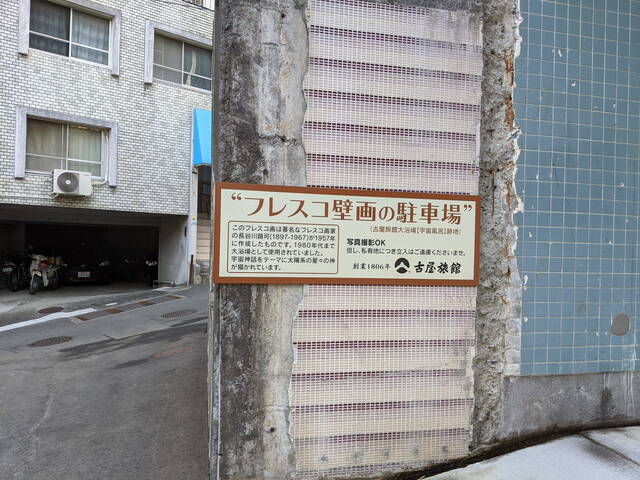 “フレスコ壁画の駐車場”
(古屋旅館大浴場[宇宙風呂]跡地)
このフレスコ画は著名なフレスコ画家
の長谷川路可(1897-1967)が1957年
に作成したものです。1980年代まで
大浴場として使用されていました。
宇宙神話をテーマに太陽系の星々の神
が描かれています。
写真撮影OK
但し、私有地につき立入はご遠慮くださいませ。
創業1806年 古屋旅館